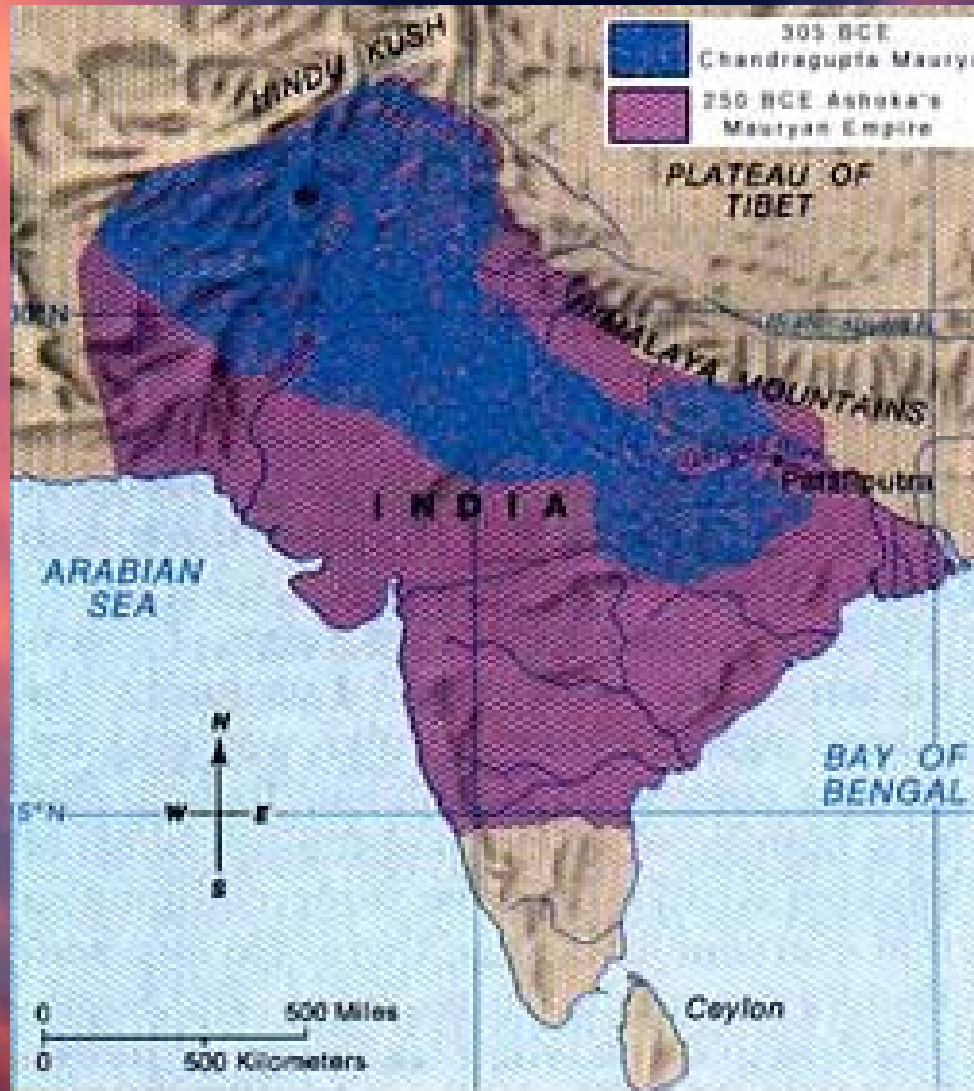 305 BCE
Chandragupta Maurya
250 BCE Ashoka's
Mauryan Empire
HINDU KUSH
PLATEAU OF
TIBET
HIMALAYA MOUNTAINS
Pataliputra
INDIA
ARABIAN
SEA
BAY OF
BENGAL
N
W
E
S
5°N
0
500 Miles
0
500 Kilometers
Ceylon